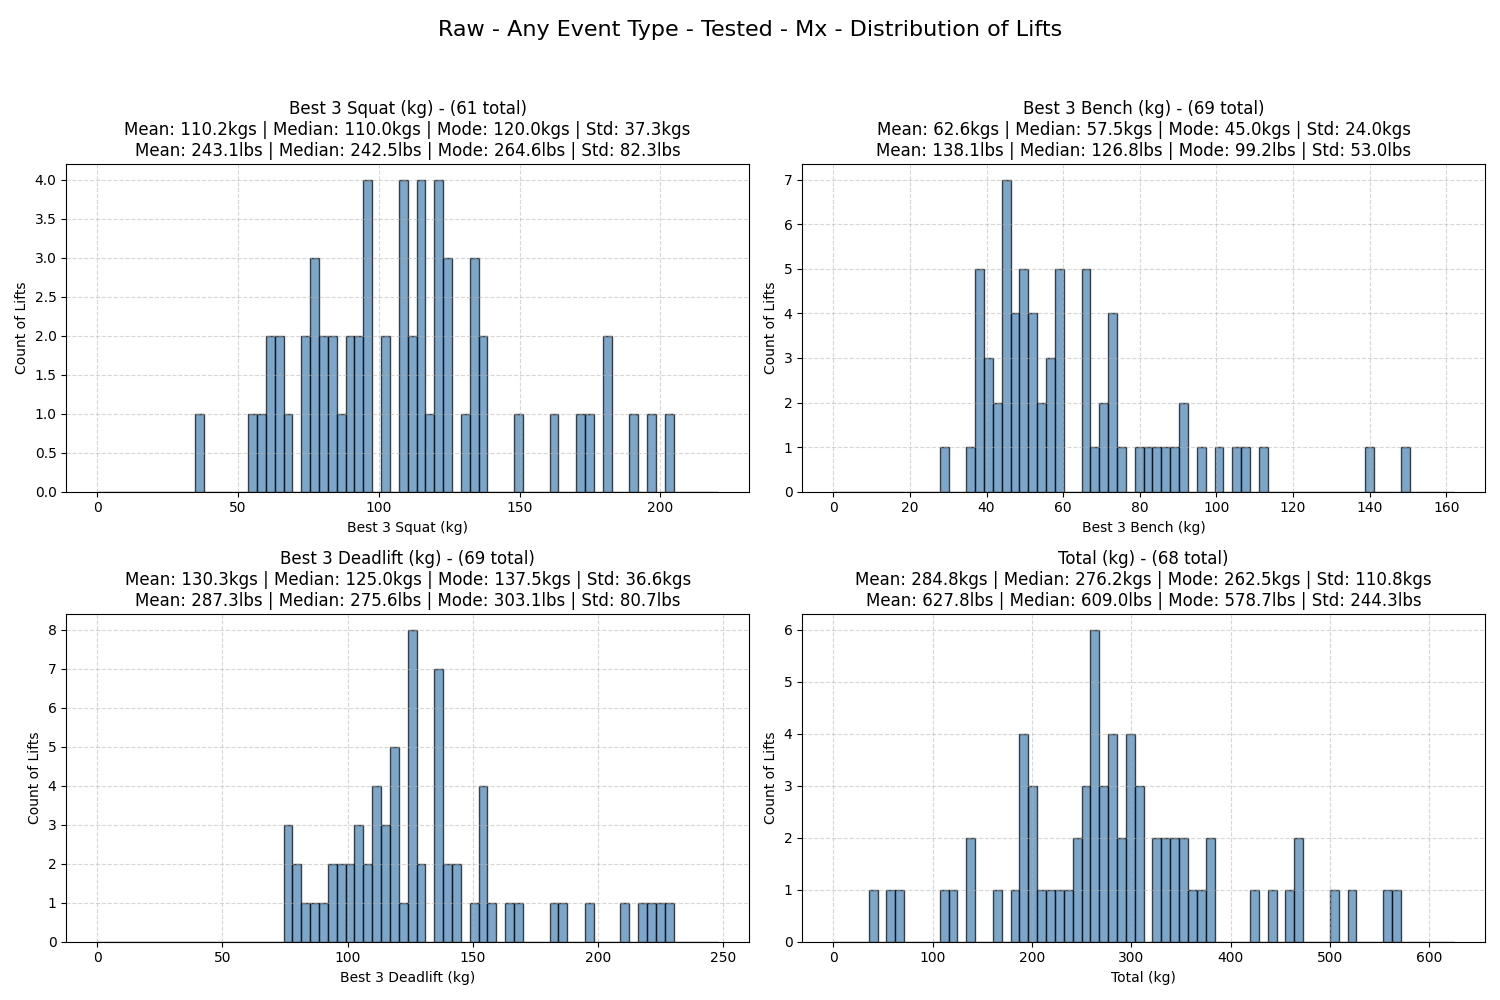 Raw - Any Event Type - Tested - Mx - Distribution of Lifts
Best 3 Squat (kg) - (61 total)
Mean: 110.2kgs | Median: 110.0kgs | Mode: 120.0kgs | Std: 37.3kgs
Mean: 243.1lbs | Median: 242.5lbs | Mode: 264.6lbs | Std: 82.3lbs
4.0
3.5
3.0
2.5
2.0
1.5
1.0
0.5
0.0
Count of Lifts
0 50 100 150 200
Best 3 Squat (kg)
Best 3 Bench (kg) - (69 total)
Mean: 62.6kgs | Median: 57.5kgs | Mode: 45.0kgs | Std: 24.0kgs
Mean: 138.1lbs | Median: 126.8lbs | Mode: 99.2lbs | Std: 53.0lbs
7
6
5
4
3
2
1
0
Count of Lifts
0 20 40 60 80 100 120 140 160
Best 3 Bench (kg)
Best 3 Deadlift (kg) - (69 total)
Mean: 130.3kgs | Median: 125.0kgs | Mode: 137.5kgs | Std: 36.6kgs
Mean: 287.3lbs | Median: 275.6lbs | Mode: 303.1lbs | Std: 80.7lbs
8
7
6
5
4
3
2
1
0
Count of Lifts
0 50 100 150 200 250
Best 3 Deadlift (kg)
Total (kg) - (68 total)
Mean: 284.8kgs | Median: 276.2kgs | Mode: 262.5kgs | Std: 110.8kgs
Mean: 627.8lbs | Median: 609.0lbs | Mode: 578.7lbs | Std: 244.3lbs
6
5
4
3
2
1
0
Count of Lifts
0 100 200 300 400 500 600
Total (kg)